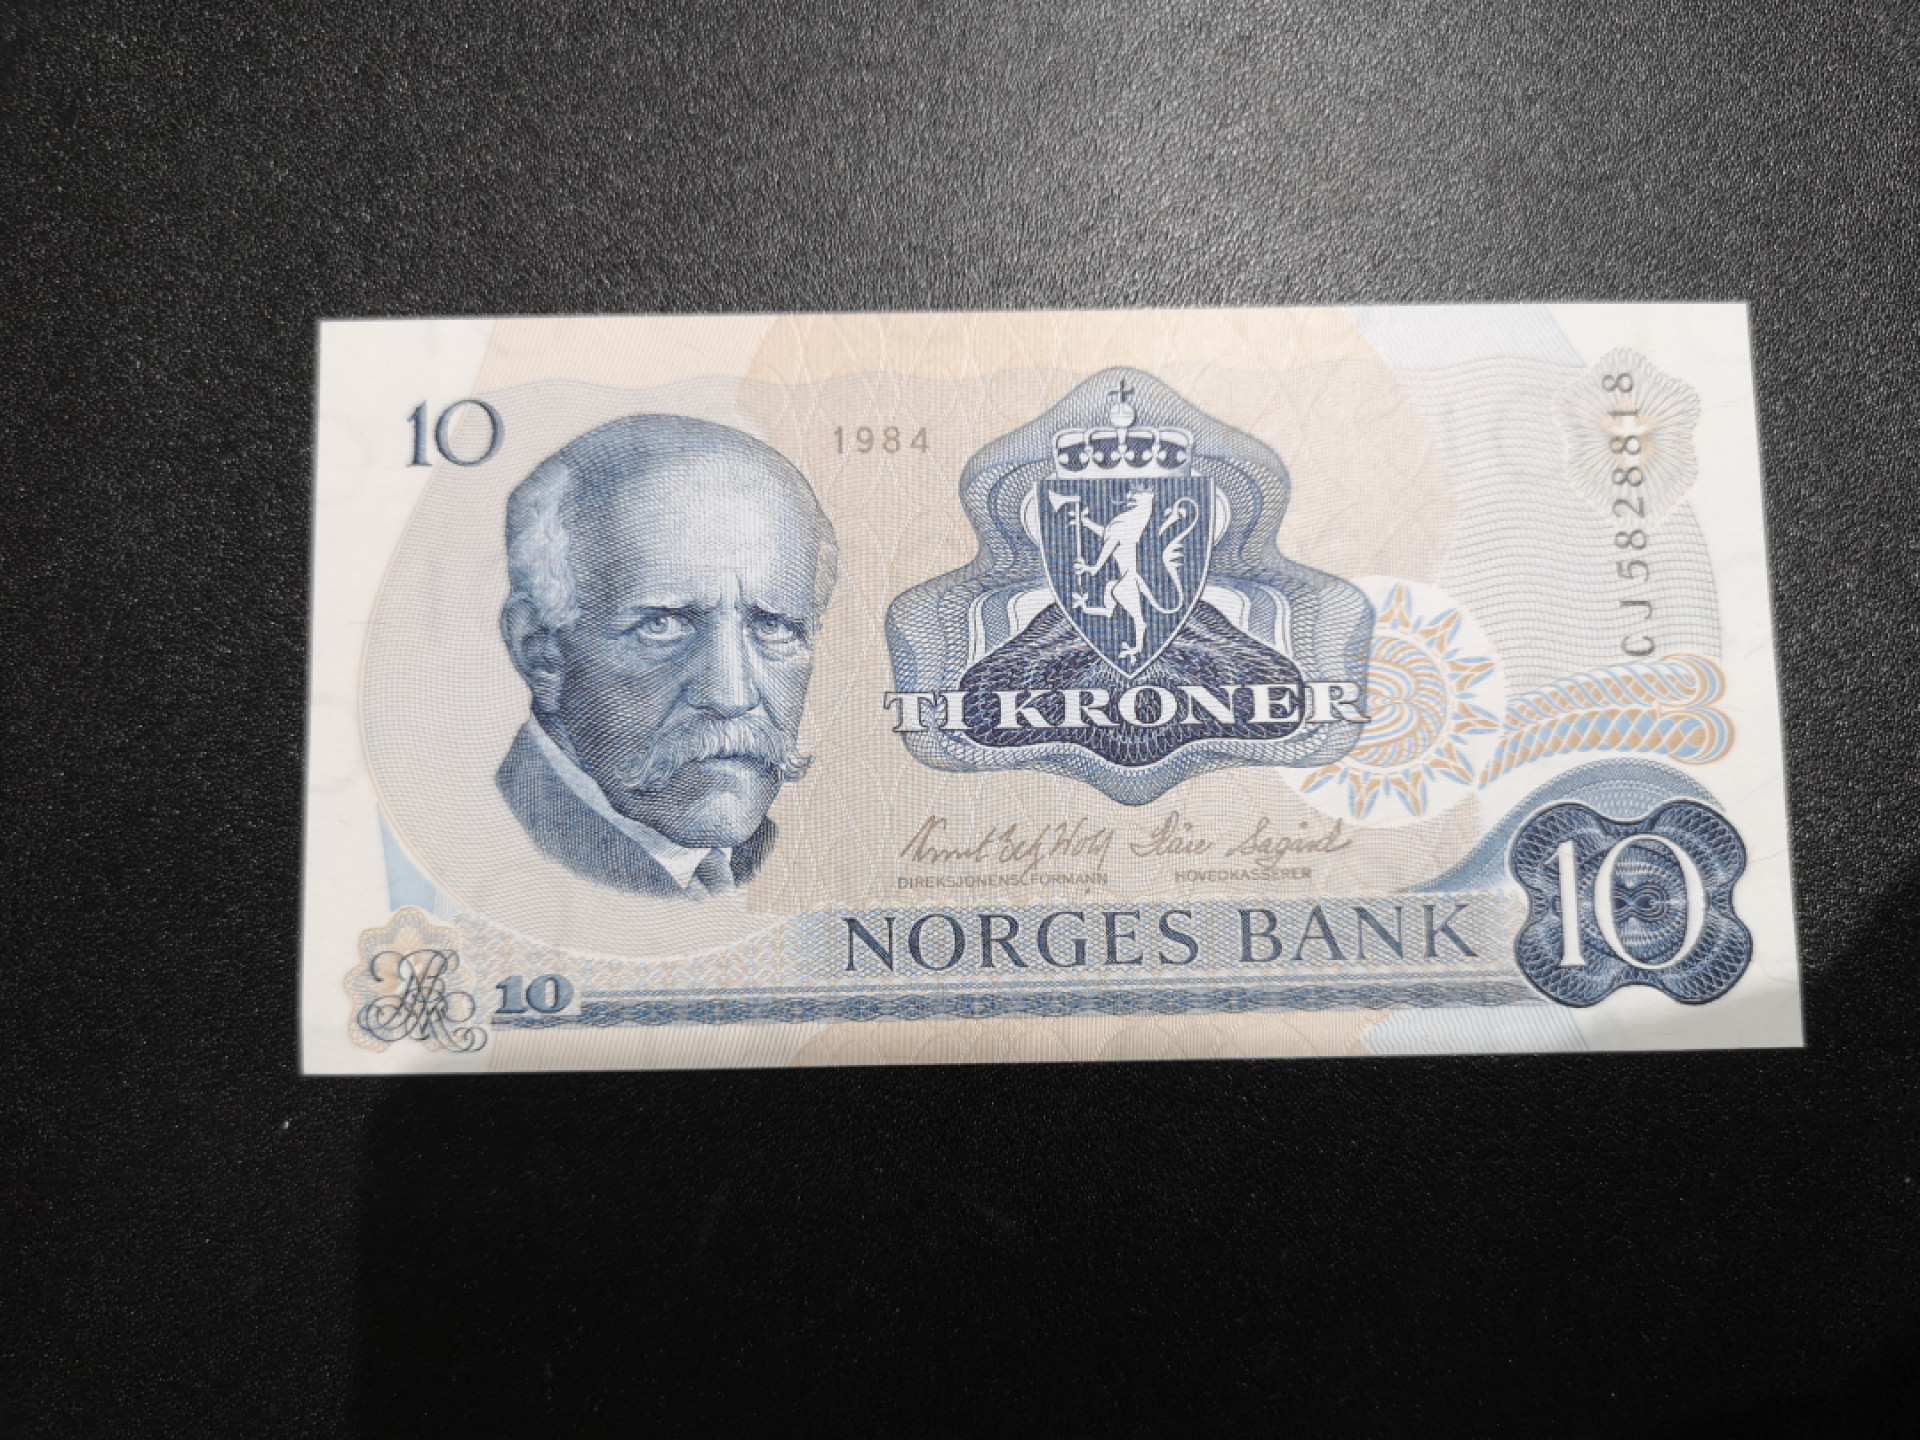 10
1984
CJ5828818
TI KRONER
DIREKSJONENS FORMANN
HOVEDKASSERER
NORGES BANK
10
10